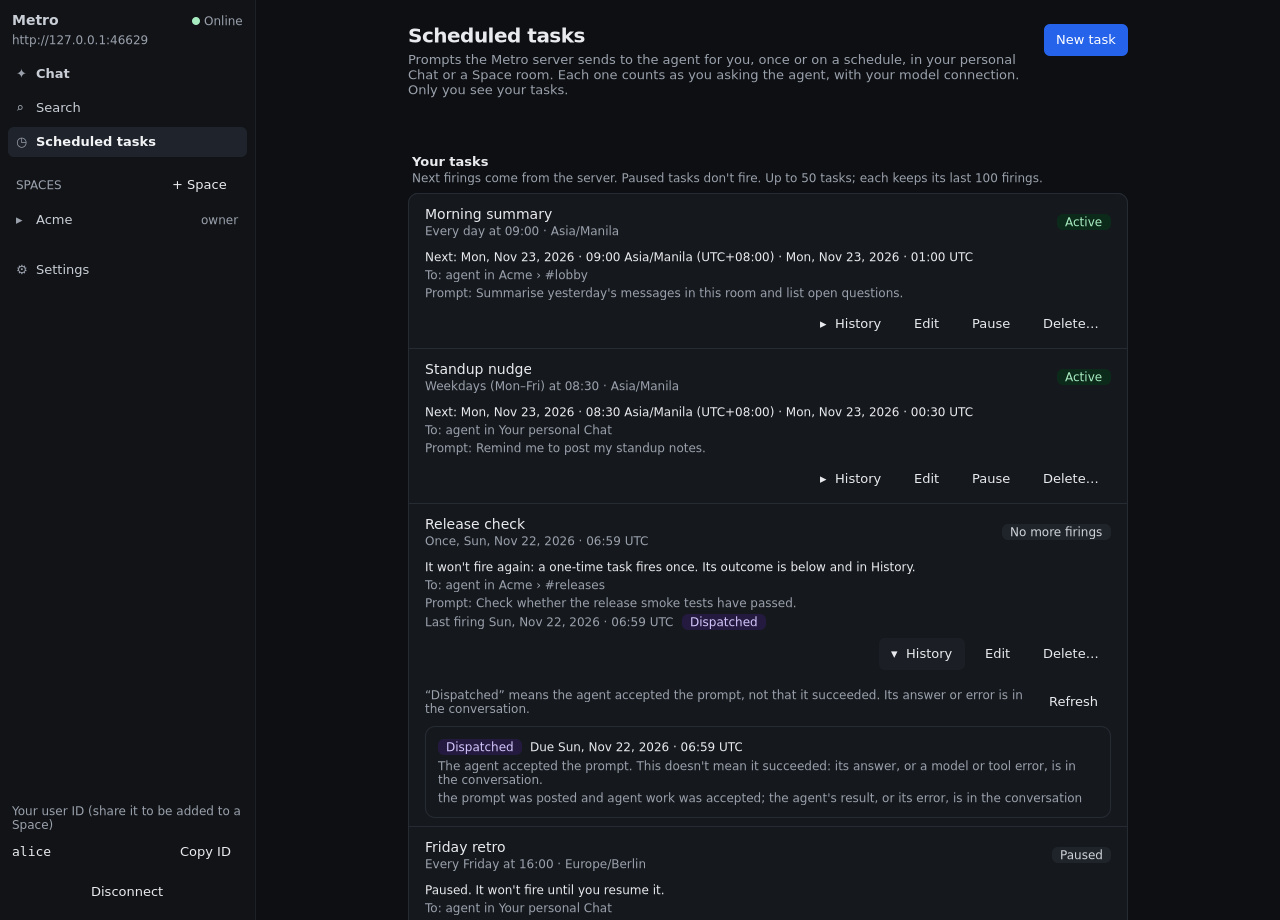 Metro
Online
http://127.0.0.1:46629
Chat
Search
Scheduled tasks
SPACES
+ Space
Acme
owner
Settings
Your user ID (share it to be added to a
Space)
alice
Copy ID
Disconnect
Scheduled tasks
New task
Prompts the Metro server sends to the agent for you, once or on a schedule, in your personal
Chat or a Space room. Each one counts as you asking the agent, with your model connection.
Only you see your tasks.
Your tasks
Next firings come from the server. Paused tasks don't fire. Up to 50 tasks; each keeps its last 100 firings.
Morning summary
Every day at 09:00 · Asia/Manila
Active
Next: Mon, Nov 23, 2026 · 09:00 Asia/Manila (UTC+08:00) · Mon, Nov 23, 2026 · 01:00 UTC
To: agent in Acme › #lobby
Prompt: Summarise yesterday's messages in this room and list open questions.
▸ History
Edit
Pause
Delete…
Standup nudge
Weekdays (Mon–Fri) at 08:30 · Asia/Manila
Active
Next: Mon, Nov 23, 2026 · 08:30 Asia/Manila (UTC+08:00) · Mon, Nov 23, 2026 · 00:30 UTC
To: agent in Your personal Chat
Prompt: Remind me to post my standup notes.
▸ History
Edit
Pause
Delete…
Release check
Once, Sun, Nov 22, 2026 · 06:59 UTC
No more firings
It won't fire again: a one-time task fires once. Its outcome is below and in History.
To: agent in Acme › #releases
Prompt: Check whether the release smoke tests have passed.
Last firing Sun, Nov 22, 2026 · 06:59 UTC Dispatched
▾ History
Edit
Delete…
“Dispatched” means the agent accepted the prompt, not that it succeeded. Its answer or error is in
the conversation.
Refresh
Dispatched Due Sun, Nov 22, 2026 · 06:59 UTC
The agent accepted the prompt. This doesn't mean it succeeded: its answer, or a model or tool error, is in
the conversation.
the prompt was posted and agent work was accepted; the agent's result, or its error, is in the conversation
Friday retro
Every Friday at 16:00 · Europe/Berlin
Paused
Paused. It won't fire until you resume it.
To: agent in Your personal Chat